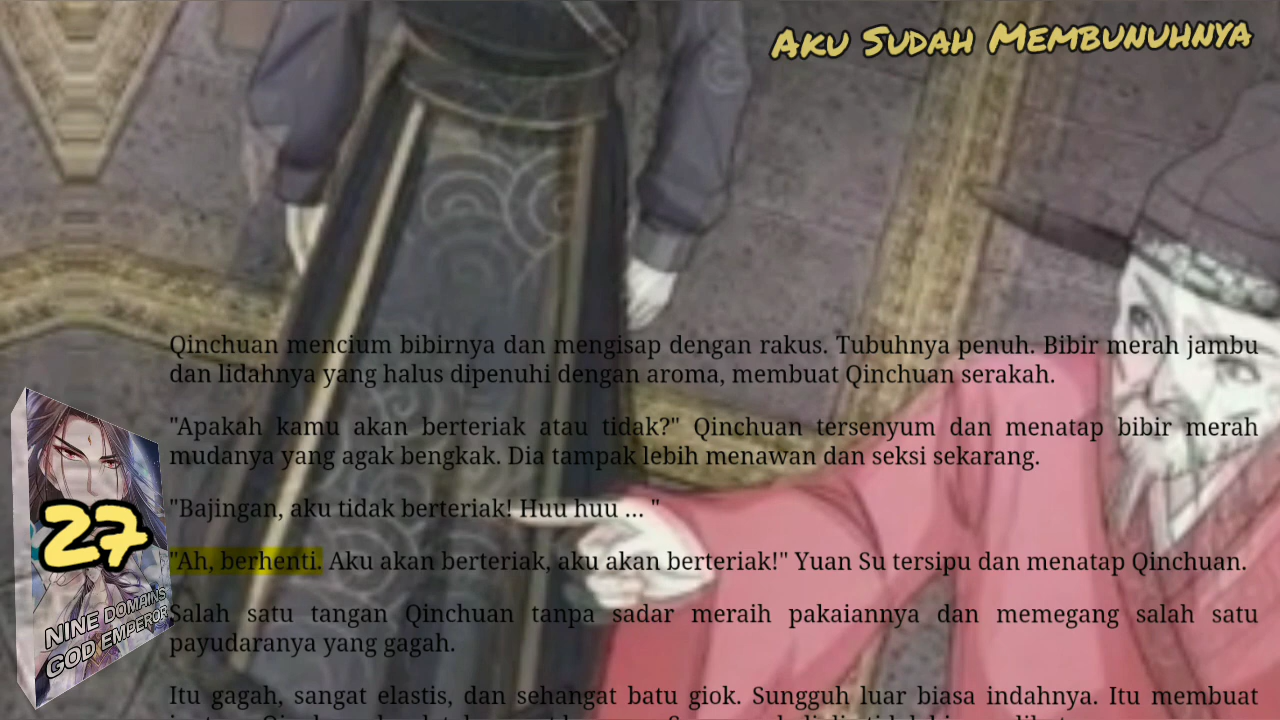 Aku Sudah Membunuhnya
Qinchuan mencium bibirnya dan mengisap dengan rakus. Tubuhnya penuh. Bibir merah jambu
dan lidahnya yang halus dipenuhi dengan aroma, membuat Qinchuan serakah.
"Apakah kamu akan berteriak atau tidak?" Qinchuan tersenyum dan menatap bibir merah
mudanya yang agak bengkak. Dia tampak lebih menawan dan seksi sekarang.
"Bajingan, aku tidak berteriak! Huu huu ... "
"Ah, berhenti. Aku akan berteriak, aku akan berteriak!" Yuan Su tersipu dan menatap Qinchuan.
Salah satu tangan Qinchuan tanpa sadar meraih pakaiannya dan memegang salah satu
payudaranya yang gagah.
Itu gagah, sangat elastis, dan sehangat batu giok. Sungguh luar biasa indahnya. Itu membuat
27
NINE DOMAINS
GOD EMPEROR